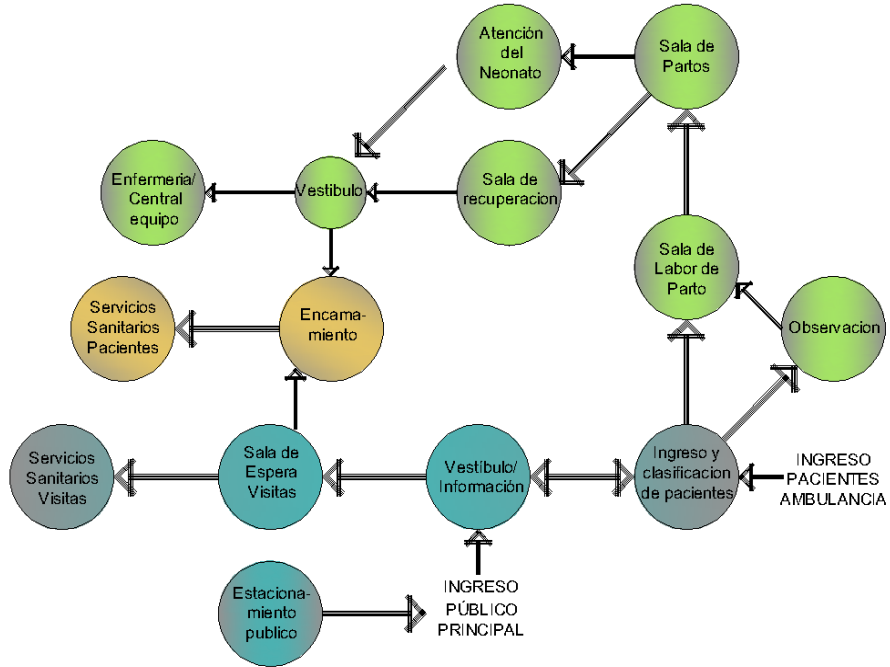 Atención
del
Neonato
Sala de
Partos
Enfermeria/
Central
equipo
Vestibulo
Sala de
recuperacion
Sala de
Labor de
Parto
Servicios
Sanitarios
Pacientes
Encama-
miento
Observacion
Servicios
Sanitarios
Visitas
Sala de
Espera
Visitas
Vestíbulo/
Información
Ingreso y
clasificacion
de pacientes
INGRESO
PACIENTES
AMBULANCIA
Estaciona-
miento
publico
INGRESO
PÚBLICO
PRINCIPAL